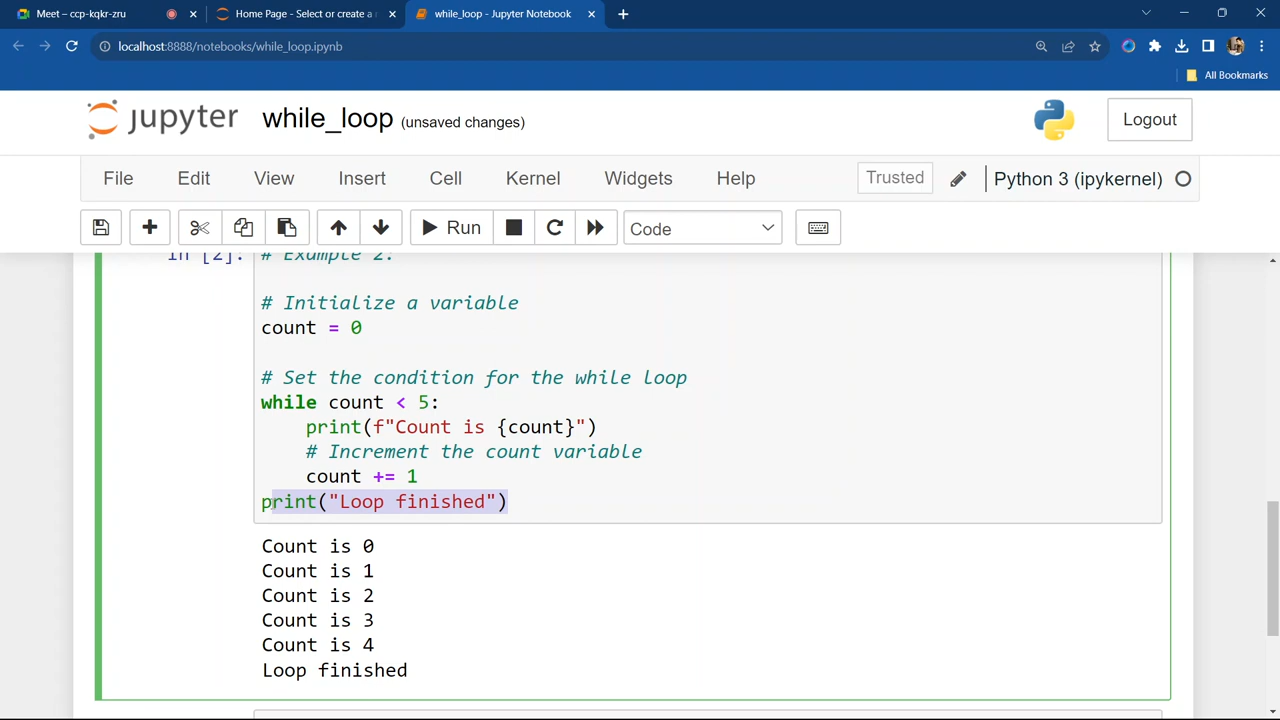 Meet – ccp-kqkr-zru
Home Page - Select or create a
while_loop - Jupyter Notebook
localhost:8888/notebooks/while_loop.ipynb
All Bookmarks
jupyter while_loop (unsaved changes)
Logout
File Edit View Insert Cell Kernel Widgets Help
Trusted
Python 3 (ipykernel)
Run
Code
In [2]: # Example 2:
# Initialize a variable
count = 0
# Set the condition for the while loop
while count < 5:
    print(f"Count is {count}")
    # Increment the count variable
    count += 1
print("Loop finished")
Count is 0
Count is 1
Count is 2
Count is 3
Count is 4
Loop finished